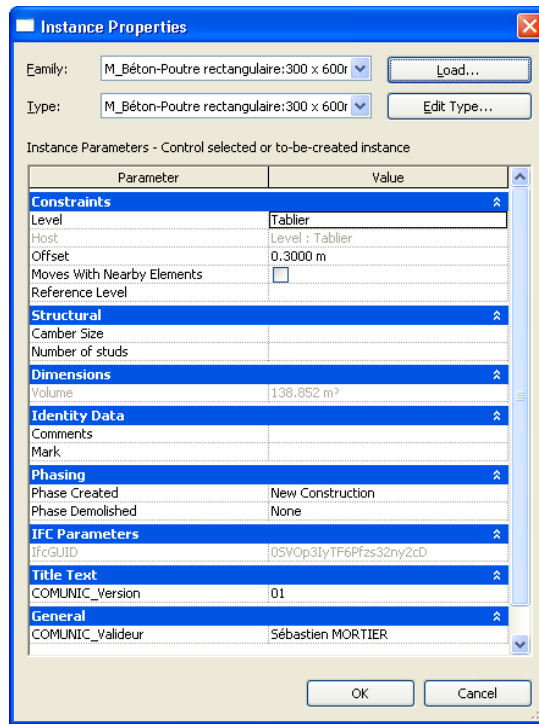 Instance Properties
Family: M_Béton-Poutre rectangulaire:300 x 600r Load...
Type: M_Béton-Poutre rectangulaire:300 x 600r Edit Type...
Instance Parameters - Control selected or to-be-created instance
Parameter Value
Constraints
Level Tablier
Host Level : Tablier
Offset 0.3000 m
Moves With Nearby Elements
Reference Level
Structural
Camber Size
Number of studs
Dimensions
Volume 138.852 m³
Identity Data
Comments
Mark
Phasing
Phase Created New Construction
Phase Demolished None
IFC Parameters
IfcGUID 0SVOp3IyTF6Pfzs32ny2cD
Title Text
COMUNIC_Version 01
General
COMUNIC_Valideur Sébastien MORTIER
OK Cancel